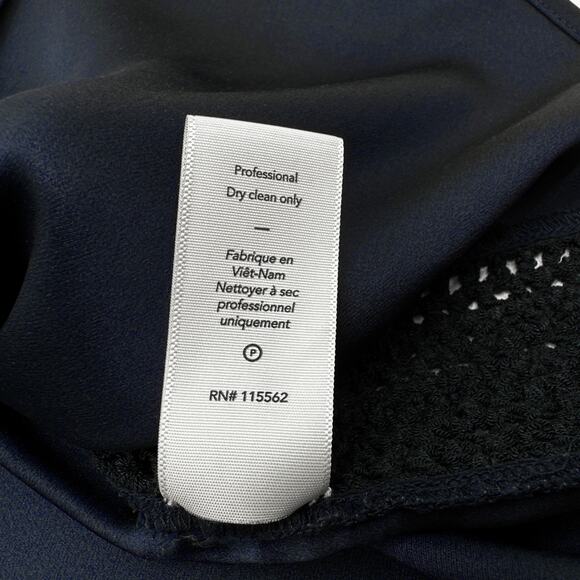 Professional
Dry clean only
—
Fabrique en
Viêt-Nam
Nettoyer à sec
professionnel
uniquement
P
RN# 115562